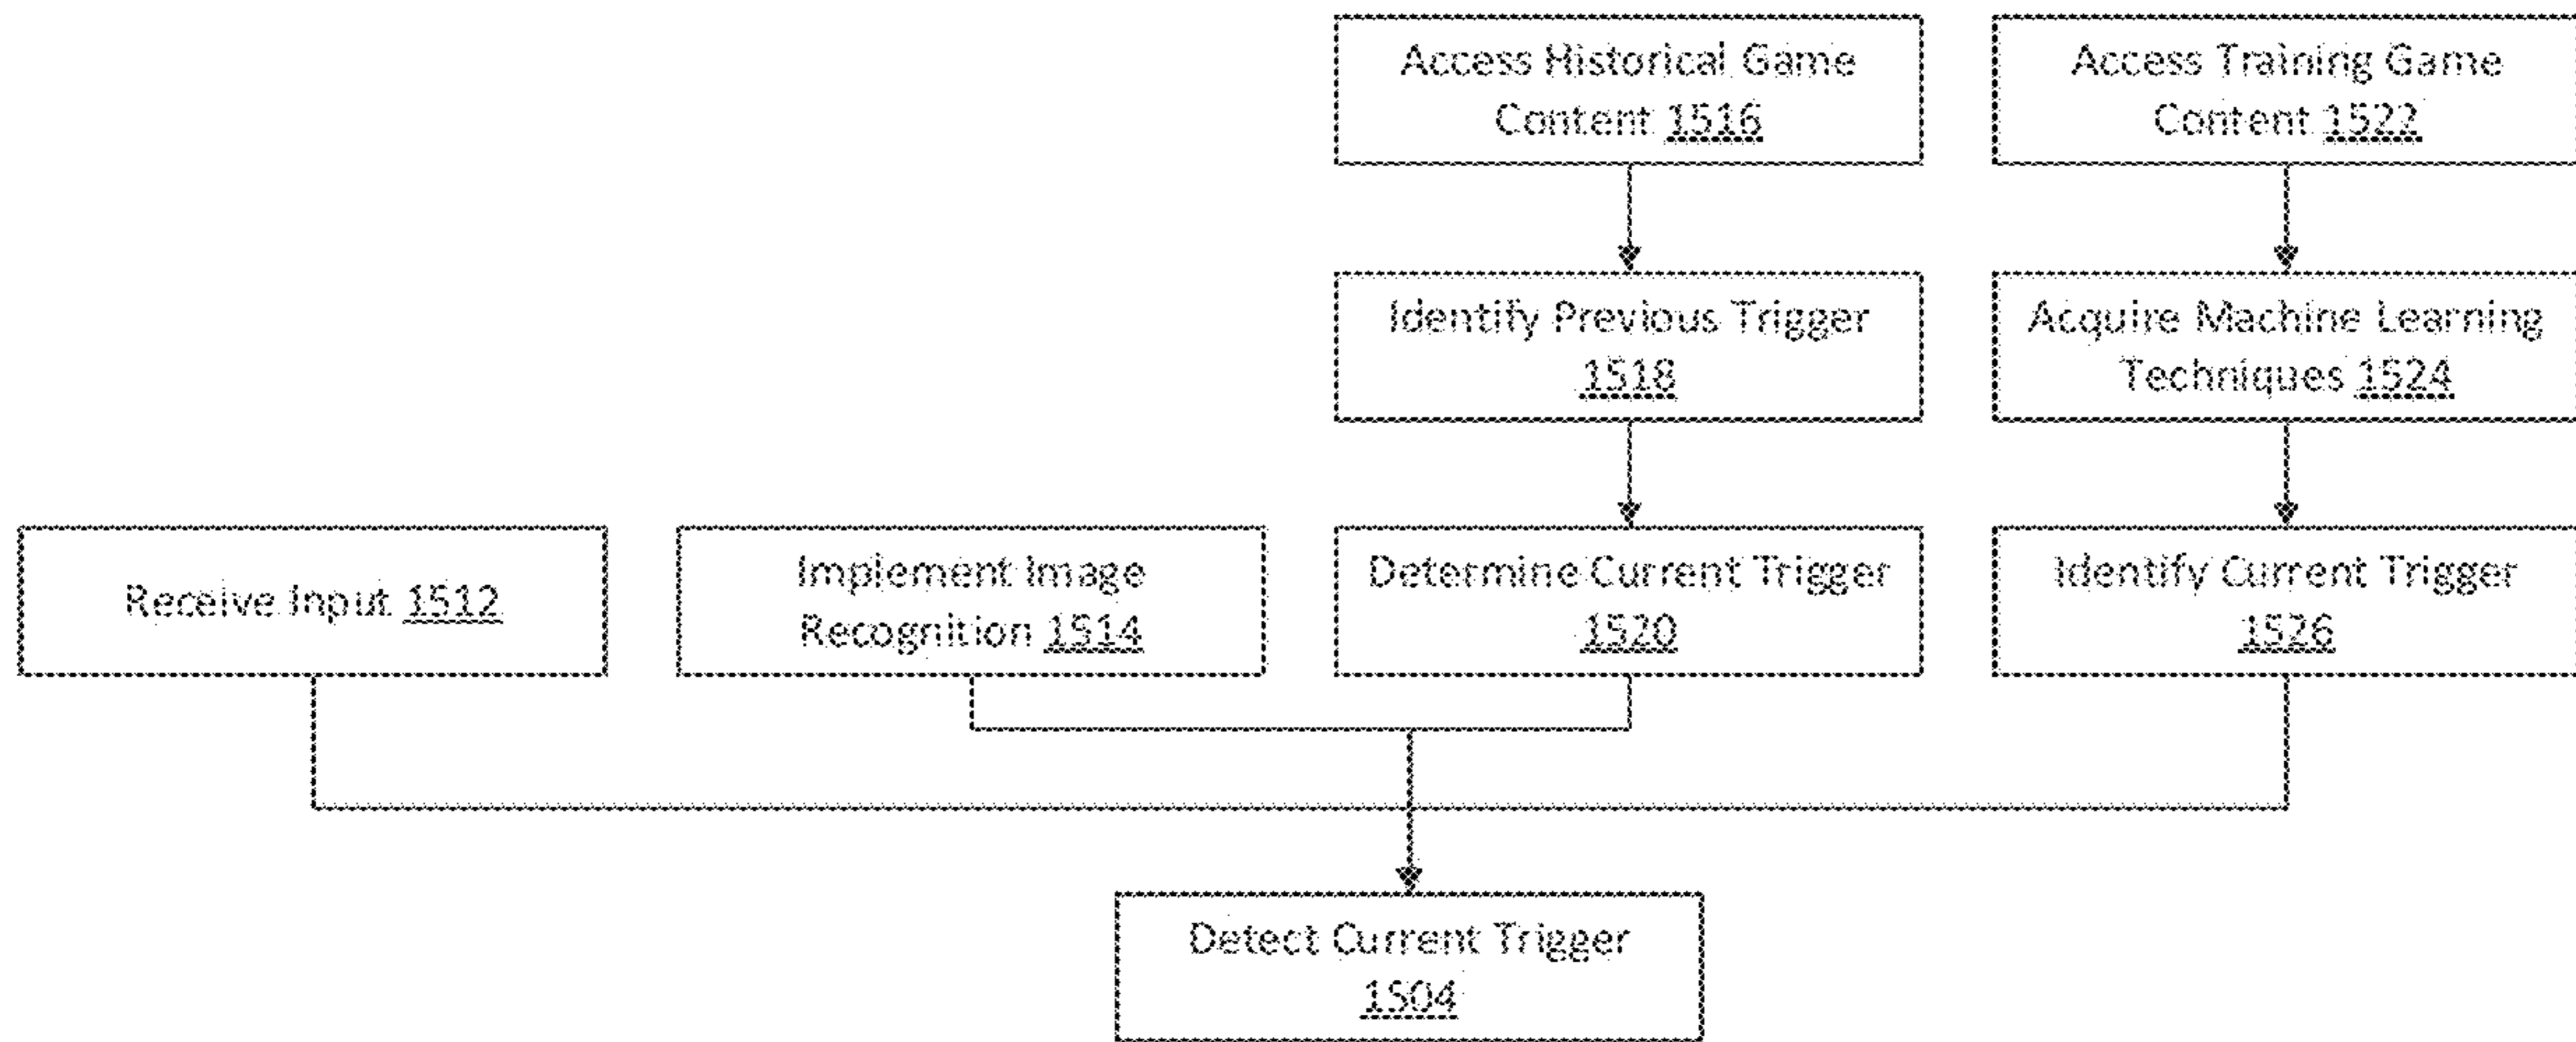 Access Historical Game
Content 1516
Access Training Game
Content 1522
Identify Previous Trigger
1518
Acquire Machine Learning
Techniques 1524
Receive Input 1512
Implement Image
Recognition 1514
Determine Current Trigger
1520
Identify Current Trigger
1526
Detect Current Trigger
1504